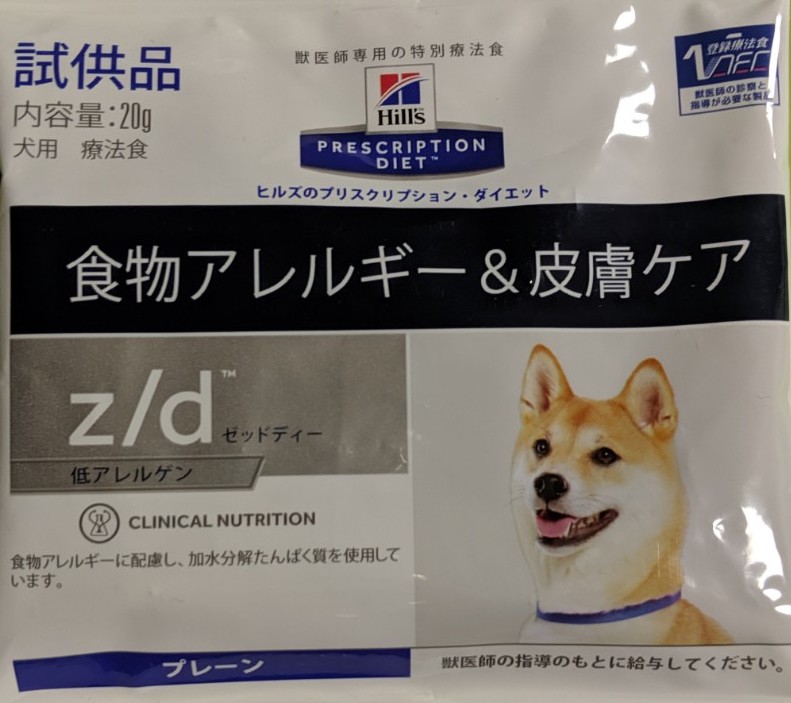 試供品
内容量:20g
犬用 療法食
獣医師専用の特別療法食
Hill's
PRESCRIPTION
DIET™
ヒルズのプリスクリプション・ダイエット
登録療法食
獣医師の診察と
指導が必要な製品
食物アレルギー&皮膚ケア
z/d™ ゼッドディー
低アレルゲン
CLINICAL NUTRITION
食物アレルギーに配慮し、加水分解たんぱく質を使用して
います。
プレーン
獣医師の指導のもとに給与してください。